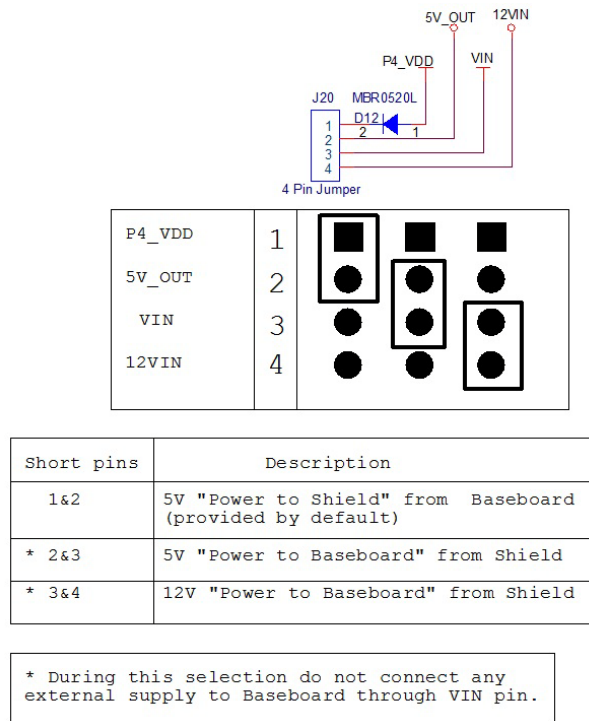 5V_OUT 12VIN
P4_VDD VIN
J20 MBR0520L
D12
1 2 1
2
3
4
4 Pin Jumper
P4_VDD 1
5V_OUT 2
VIN 3
12VIN 4
Short pins Description
1&2 5V "Power to Shield" from Baseboard
(provided by default)
* 2&3 5V "Power to Baseboard" from Shield
* 3&4 12V "Power to Baseboard" from Shield
* During this selection do not connect any
external supply to Baseboard through VIN pin.